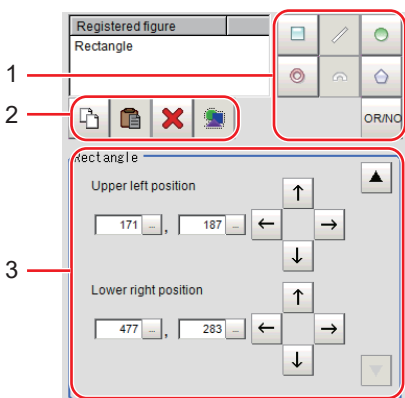 Registered figure
Rectangle
1
2
OR/NO
Rectangle
Upper left position
171 ... , 187 ...
3
Lower right position
477 ... , 283 ...